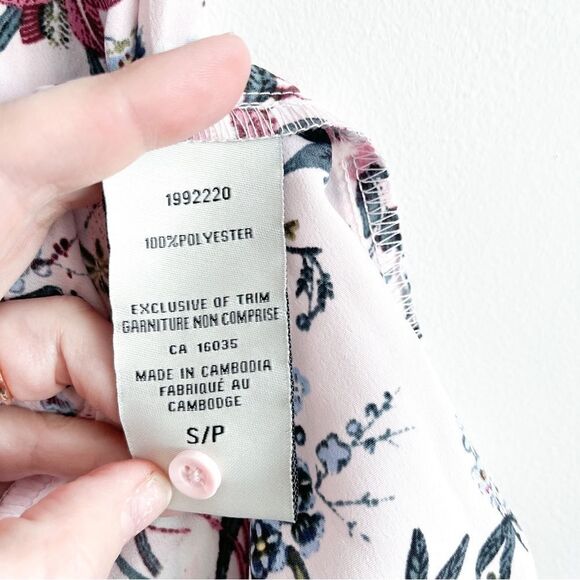 1992220
100%POLYESTER
EXCLUSIVE OF TRIM
GARNITURE NON COMPRISE
CA 16035
MADE IN CAMBODIA
FABRIQUÉ AU
CAMBODGE
S/P